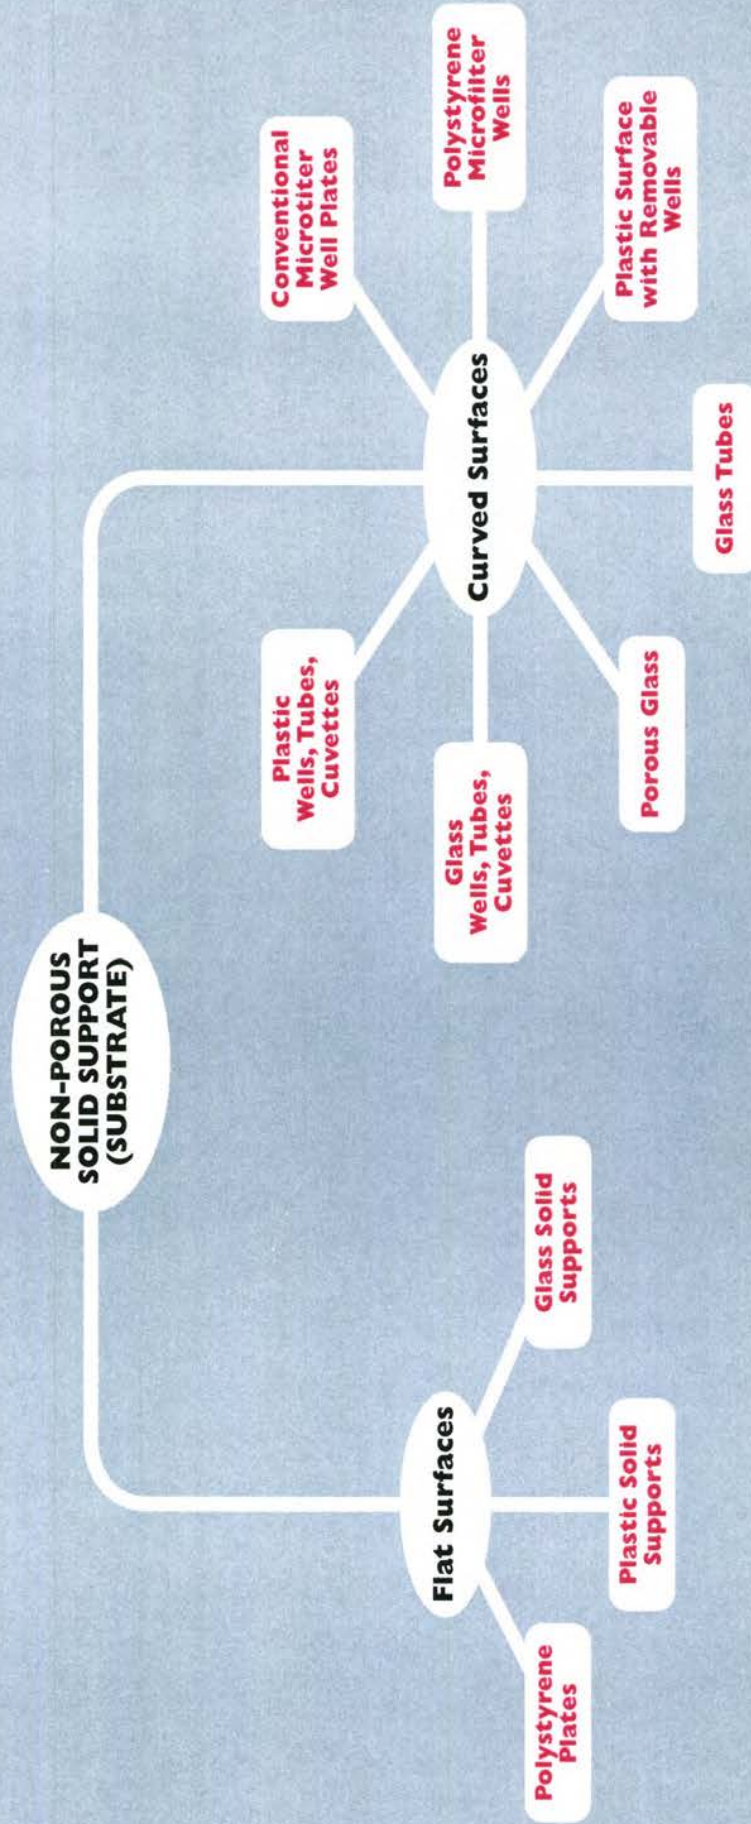 NON-POROUS
SOLID SUPPORT
(SUBSTRATE)
Flat Surfaces
Polystyrene
Plates
Plastic Solid
Supports
Glass Solid
Supports
Curved Surfaces
Plastic
Wells, Tubes,
Cuvettes
Glass
Wells, Tubes,
Cuvettes
Porous Glass
Glass Tubes
Plastic Surface
with Removable
Wells
Polystyrene
Microfilter
Wells
Conventional
Microtiter
Well Plates